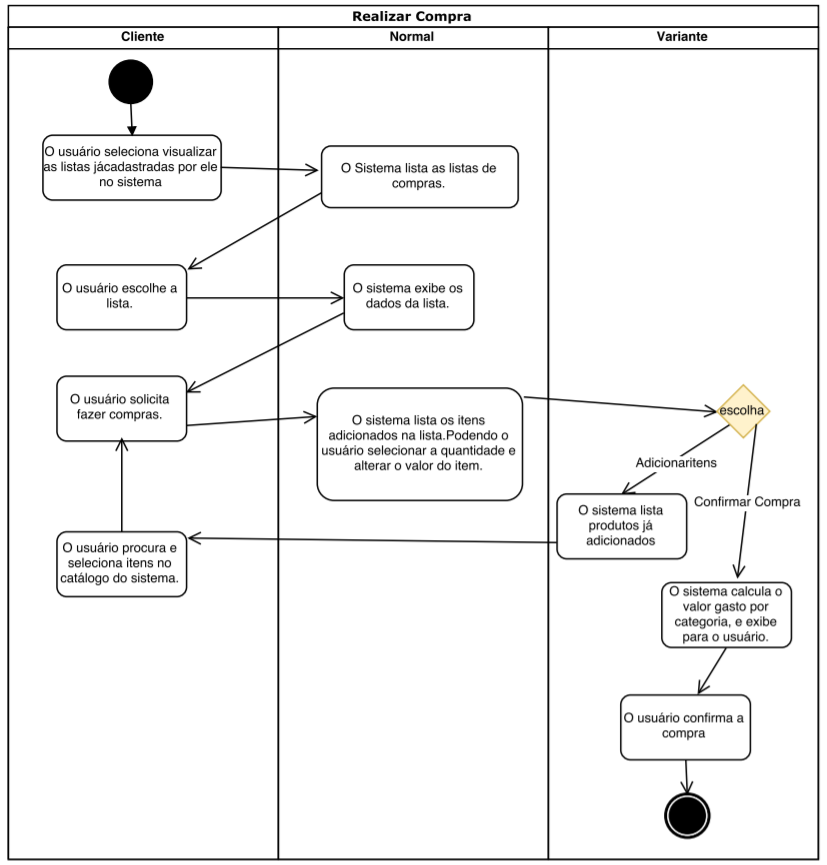 Realizar Compra
Cliente
Normal
Variante
O usuário seleciona visualizar
as listas jácadastradas por ele
no sistema
O Sistema lista as listas de
compras.
O usuário escolhe a
lista.
O sistema exibe os
dados da lista.
O usuário solicita
fazer compras.
O sistema lista os itens
adicionados na lista.Podendo o
usuário selecionar a quantidade e
alterar o valor do item.
escolha
Adicionaritens
Confirmar Compra
O sistema lista
produtos já
adicionados
O usuário procura e
seleciona itens no
catálogo do sistema.
O sistema calcula o
valor gasto por
categoria, e exibe
para o usuário.
O usuário confirma a
compra